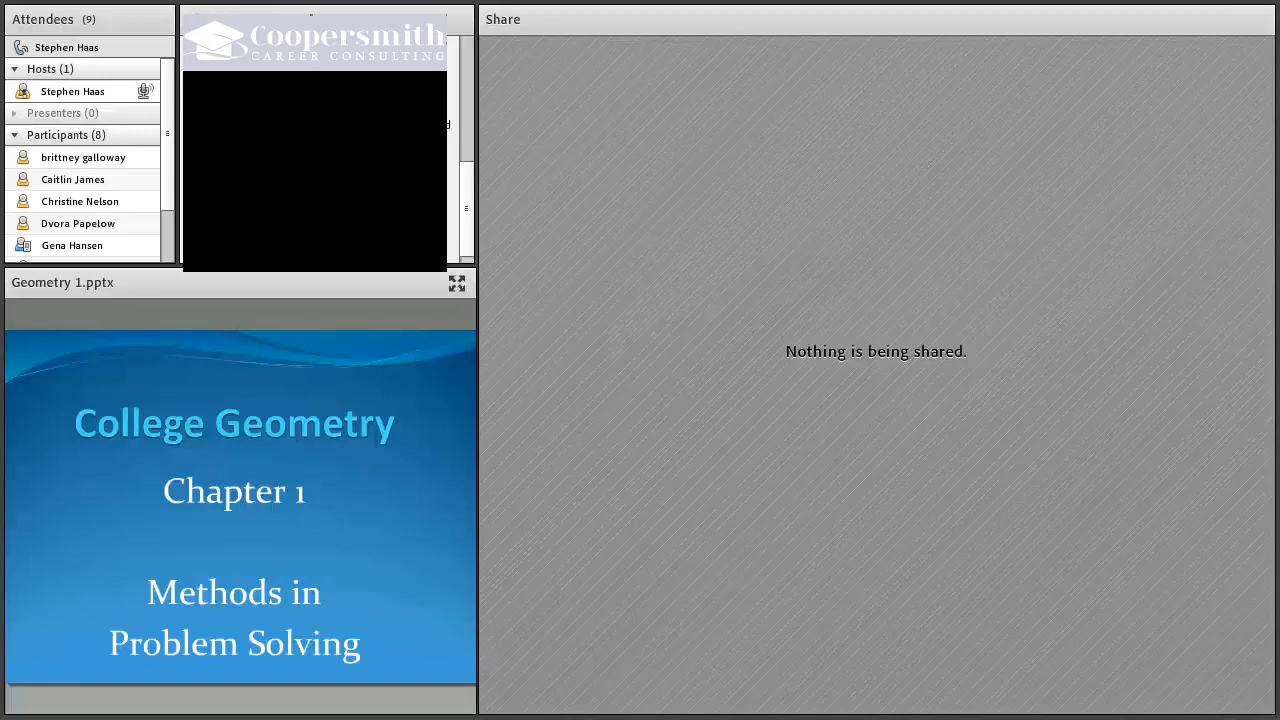 Attendees (9)
Stephen Haas
Hosts (1)
Stephen Haas
Presenters (0)
Participants (8)
brittney galloway
Caitlin James
Christine Nelson
Dvora Papelow
Gena Hansen
Coopersmith
CAREER CONSULTING
d
Share
Nothing is being shared.
Geometry 1.pptx
College Geometry
Chapter 1
Methods in
Problem Solving